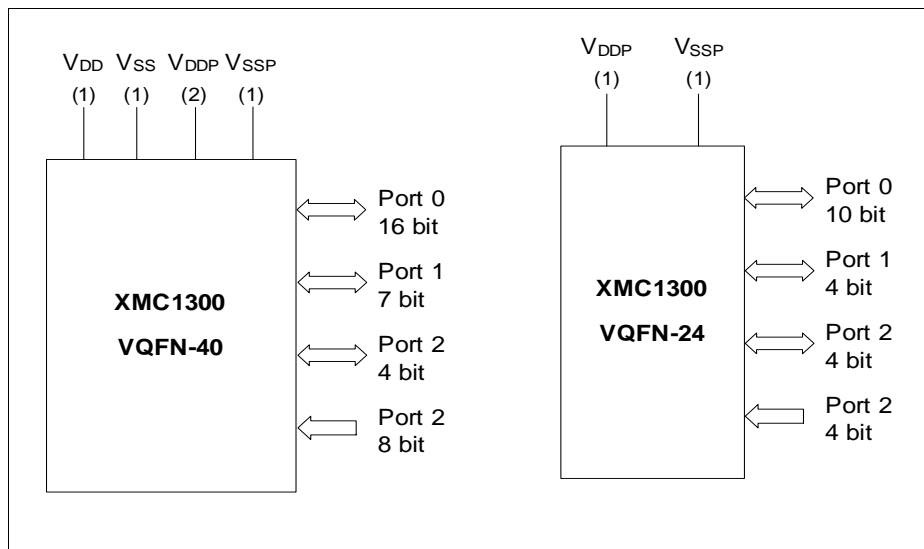 VDD VSS VDDP VSSP
(1) (1) (2) (1)
XMC1300
VQFN-40
Port 0
16 bit
Port 1
7 bit
Port 2
4 bit
Port 2
8 bit
VDDP VSSP
(1) (1)
XMC1300
VQFN-24
Port 0
10 bit
Port 1
4 bit
Port 2
4 bit
Port 2
4 bit